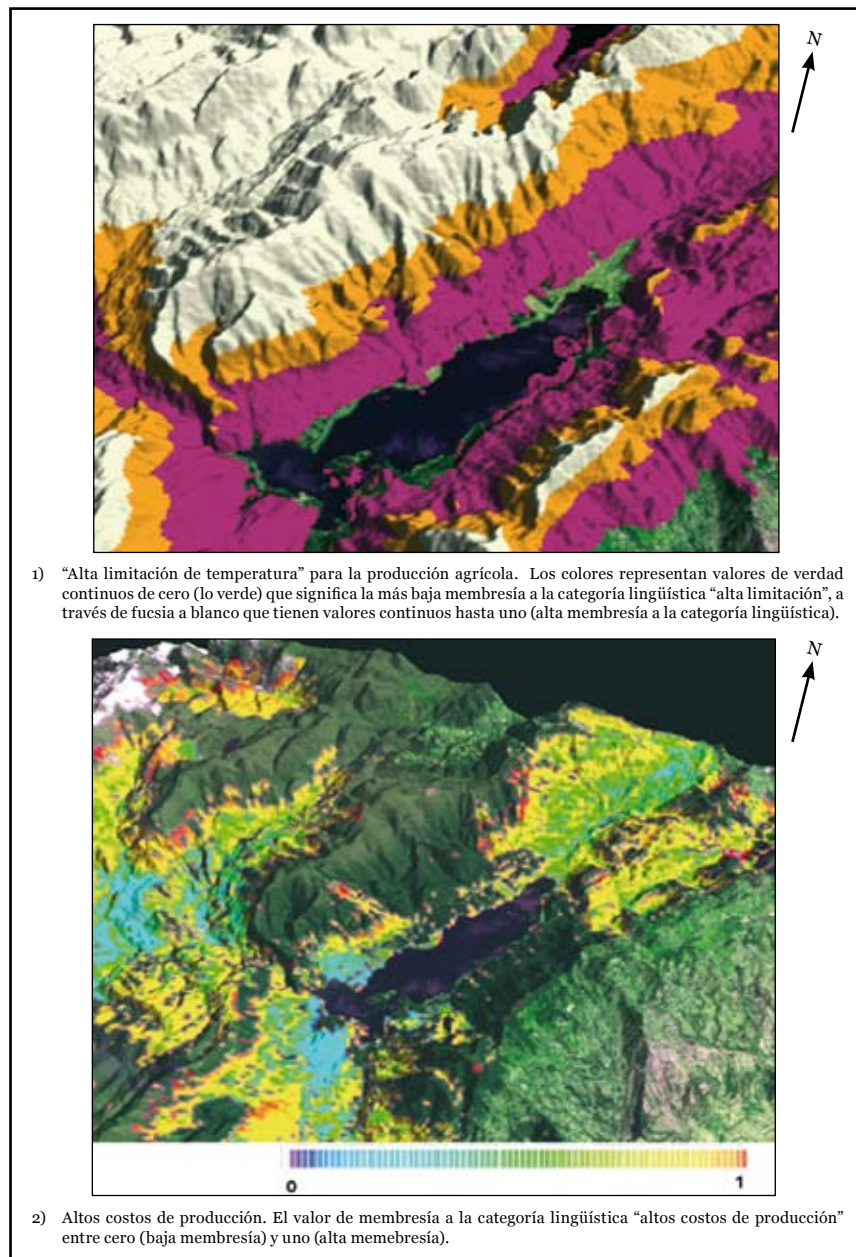 N
1) “Alta limitación de temperatura” para la producción agrícola. Los colores representan valores de verdad
continuos de cero (lo verde) que significa la más baja membresía a la categoría lingüística “alta limitación”, a
través de fucsia a blanco que tienen valores continuos hasta uno (alta membresía a la categoría lingüística).
N
0 1
2) Altos costos de producción. El valor de membresía a la categoría lingüística “altos costos de producción”
entre cero (baja membresía) y uno (alta memebresía).